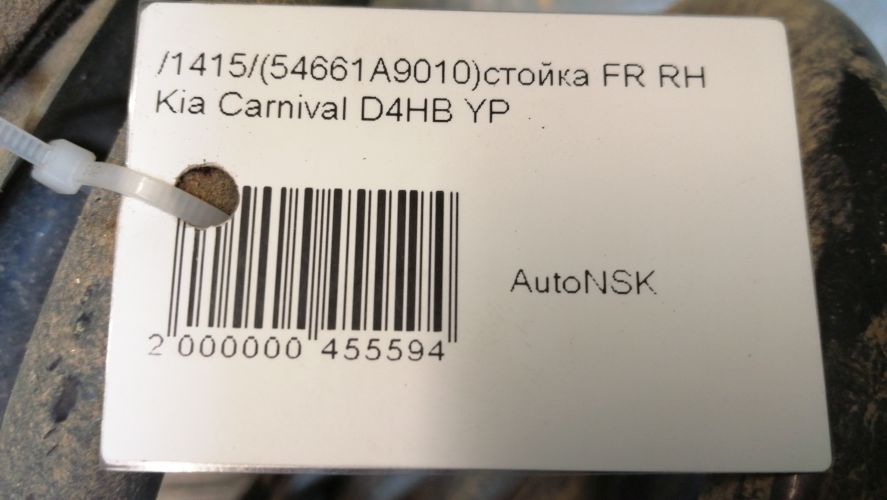 /1415/(54661A9010)стойка FR RH
Kia Carnival D4HB YP
AutoNSK
2 000000 455594